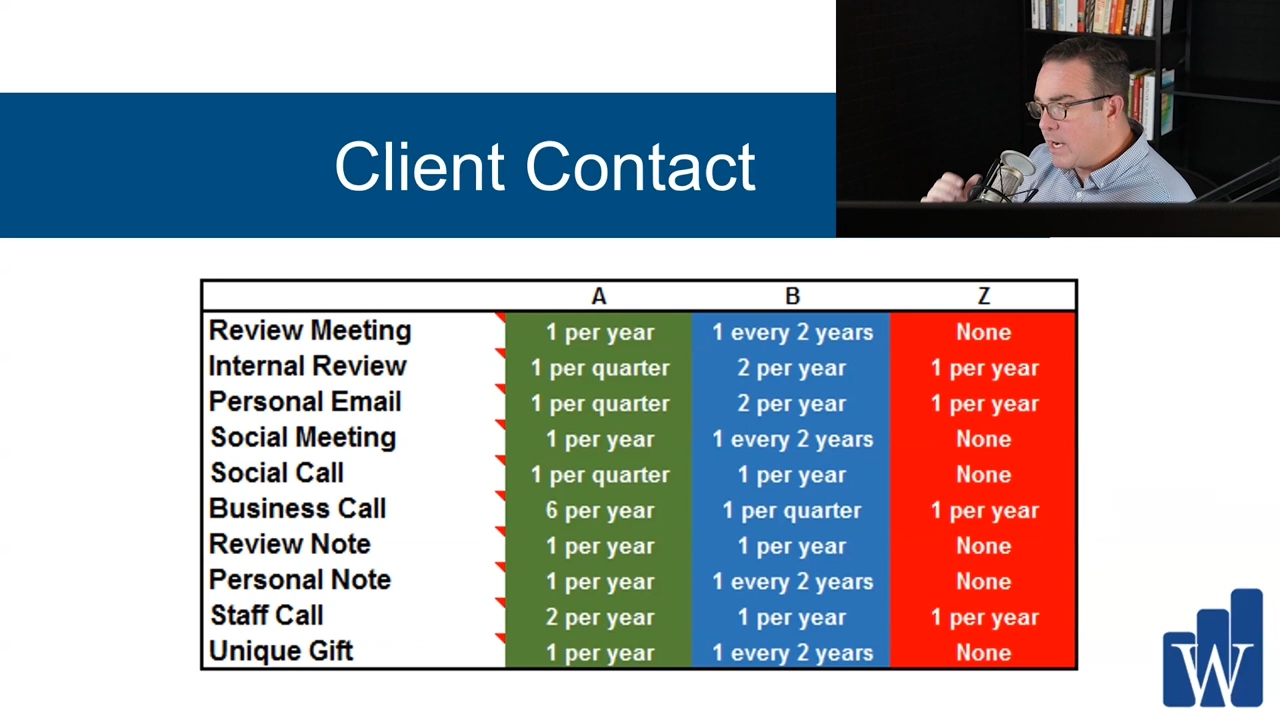 Client Contact
A B Z
Review Meeting 1 per year 1 every 2 years None
Internal Review 1 per quarter 2 per year 1 per year
Personal Email 1 per quarter 2 per year 1 per year
Social Meeting 1 per year 1 every 2 years None
Social Call 1 per quarter 1 per year None
Business Call 6 per year 1 per quarter 1 per year
Review Note 1 per year 1 per year None
Personal Note 1 per year 1 every 2 years None
Staff Call 2 per year 1 per year 1 per year
Unique Gift 1 per year 1 every 2 years None
W